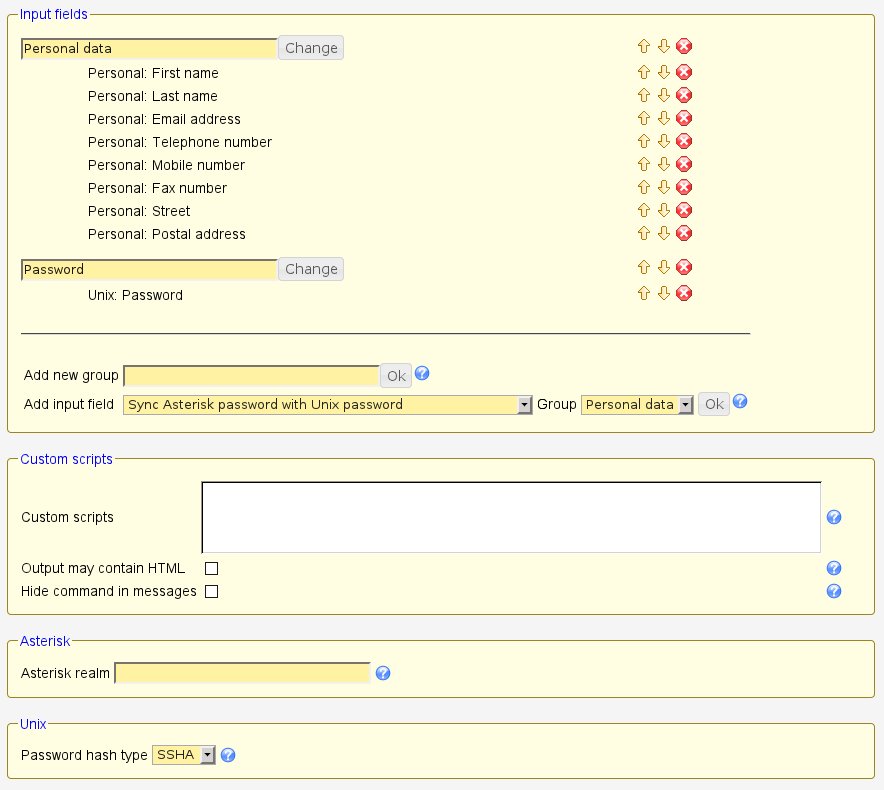 Input fields
Personal data Change
Personal: First name
Personal: Last name
Personal: Email address
Personal: Telephone number
Personal: Mobile number
Personal: Fax number
Personal: Street
Personal: Postal address
Password Change
Unix: Password
Add new group Ok ?
Add input field Sync Asterisk password with Unix password Group Personal data Ok ?
Custom scripts
Custom scripts ?
Output may contain HTML ?
Hide command in messages ?
Asterisk
Asterisk realm ?
Unix
Password hash type SSHA ?